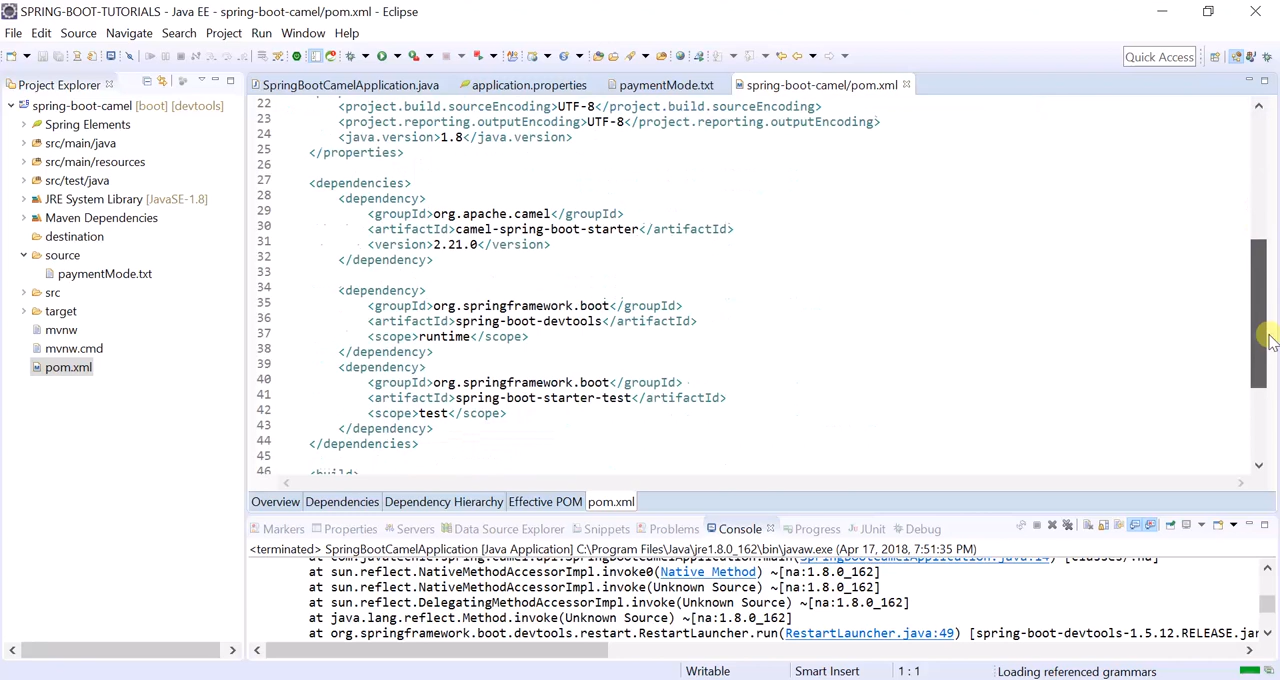 SPRING-BOOT-TUTORIALS - Java EE - spring-boot-camel/pom.xml - Eclipse
File Edit Source Navigate Search Project Run Window Help
Quick Access
Project Explorer
SpringBootCamelApplication.java application.properties paymentMode.txt spring-boot-camel/pom.xml
spring-boot-camel [boot] [devtools]
Spring Elements
src/main/java
src/main/resources
src/test/java
JRE System Library [JavaSE-1.8]
Maven Dependencies
destination
source
paymentMode.txt
src
target
mvnw
mvnw.cmd
pom.xml
22 <project.build.sourceEncoding>UTF-8</project.build.sourceEncoding>
23 <project.reporting.outputEncoding>UTF-8</project.reporting.outputEncoding>
24 <java.version>1.8</java.version>
25 </properties>
26
27 <dependencies>
28 <dependency>
29 <groupId>org.apache.camel</groupId>
30 <artifactId>camel-spring-boot-starter</artifactId>
31 <version>2.21.0</version>
32 </dependency>
33
34 <dependency>
35 <groupId>org.springframework.boot</groupId>
36 <artifactId>spring-boot-devtools</artifactId>
37 <scope>runtime</scope>
38 </dependency>
39 <dependency>
40 <groupId>org.springframework.boot</groupId>
41 <artifactId>spring-boot-starter-test</artifactId>
42 <scope>test</scope>
43 </dependency>
44 </dependencies>
45
46 <build>
Overview Dependencies Dependency Hierarchy Effective POM pom.xml
Markers Properties Servers Data Source Explorer Snippets Problems Console Progress JUnit Debug
<terminated> SpringBootCamelApplication [Java Application] C:\Program Files\Java\jre1.8.0_162\bin\javaw.exe (Apr 17, 2018, 7:51:35 PM)
at sun.reflect.NativeMethodAccessorImpl.invoke0(Native Method) ~[na:1.8.0_162]
at sun.reflect.NativeMethodAccessorImpl.invoke(Unknown Source) ~[na:1.8.0_162]
at sun.reflect.DelegatingMethodAccessorImpl.invoke(Unknown Source) ~[na:1.8.0_162]
at java.lang.reflect.Method.invoke(Unknown Source) ~[na:1.8.0_162]
at org.springframework.boot.devtools.restart.RestartLauncher.run(RestartLauncher.java:49) [spring-boot-devtools-1.5.12.RELEASE.jar
Writable Smart Insert 1 : 1 Loading referenced grammars